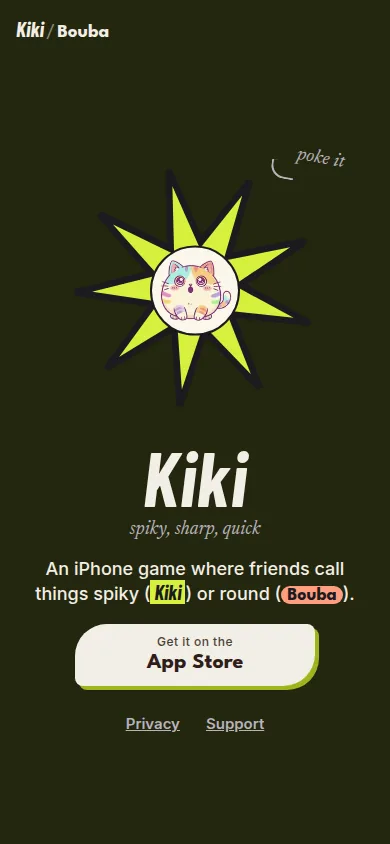 Kiki / Bouba
poke it
Kiki
spiky, sharp, quick
An iPhone game where friends call
things spiky (Kiki) or round (Bouba).
Get it on the
App Store
Privacy Support